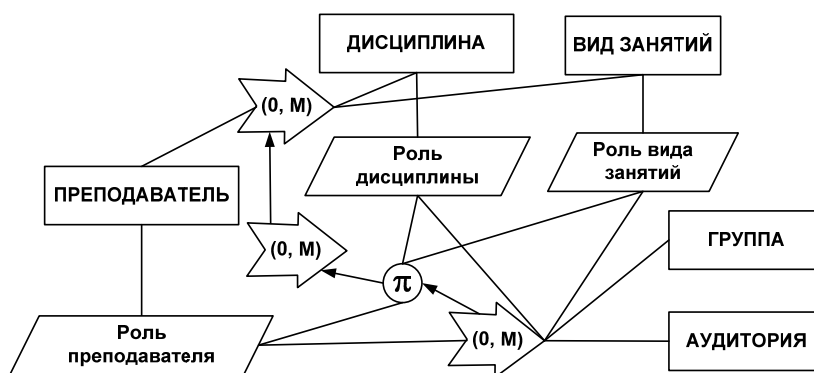 ДИСЦИПЛИНА
ВИД ЗАНЯТИЙ
(0, M)
Роль
дисциплины
Роль вида
занятий
ПРЕПОДАВАТЕЛЬ
(0, M)
ГРУППА
π
Роль
преподавателя
(0, M)
АУДИТОРИЯ